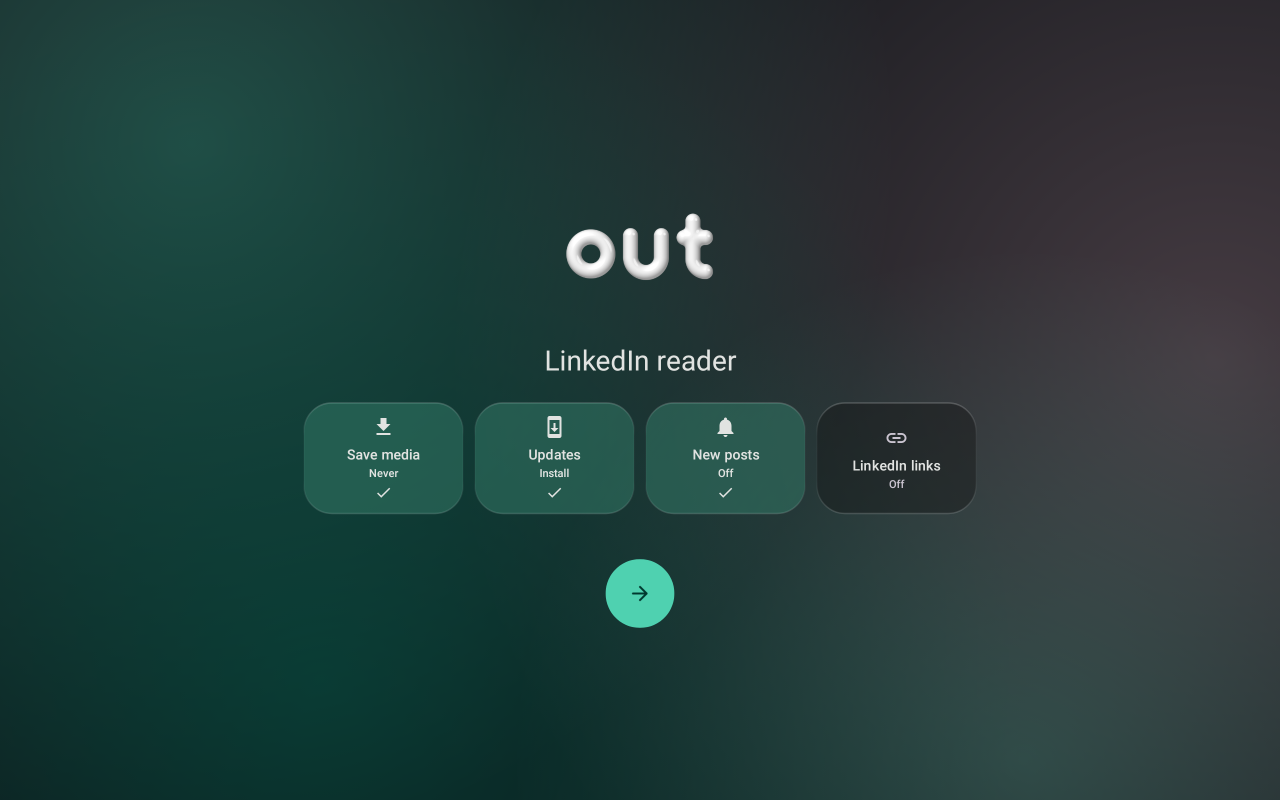 out
LinkedIn reader
Save media
Never
Updates
Install
New posts
Off
LinkedIn links
Off